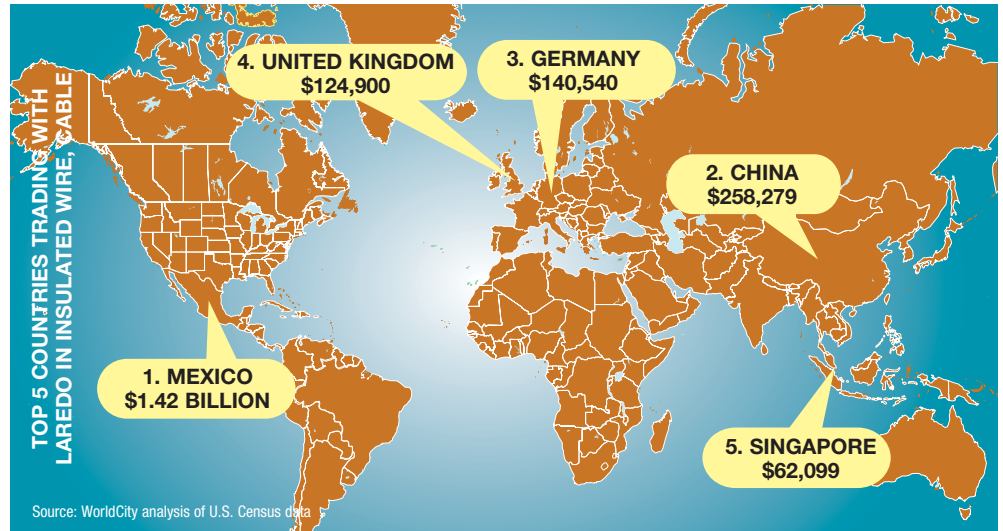 TOP 5 COUNTRIES TRADING WITH
LAREDO IN INSULATED WIRE, CABLE
4. UNITED KINGDOM
$124,900
3. GERMANY
$140,540
2. CHINA
$258,279
1. MEXICO
$1.42 BILLION
5. SINGAPORE
$62,099
Source: WorldCity analysis of U.S. Census data